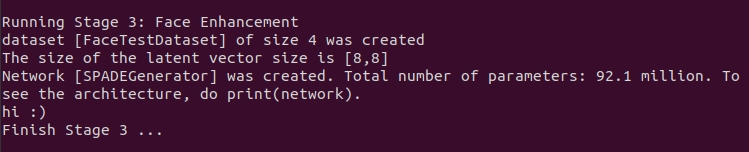 Running Stage 3: Face Enhancement
dataset [FaceTestDataset] of size 4 was created
The size of the latent vector size is [8,8]
Network [SPADEGenerator] was created. Total number of parameters: 92.1 million. To
see the architecture, do print(network).
hi :)
Finish Stage 3 ...